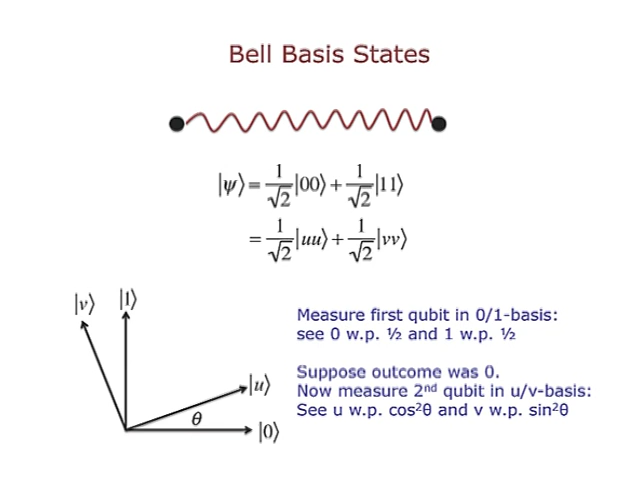 Bell Basis States
|ψ⟩ = 1/√2 |00⟩ + 1/√2 |11⟩
= 1/√2 |uu⟩ + 1/√2 |vv⟩
|v⟩ |1⟩
|u⟩
θ
|0⟩
Measure first qubit in 0/1-basis:
see 0 w.p. ½ and 1 w.p. ½
Suppose outcome was 0.
Now measure 2ⁿᵈ qubit in u/v-basis:
See u w.p. cos²θ and v w.p. sin²θ